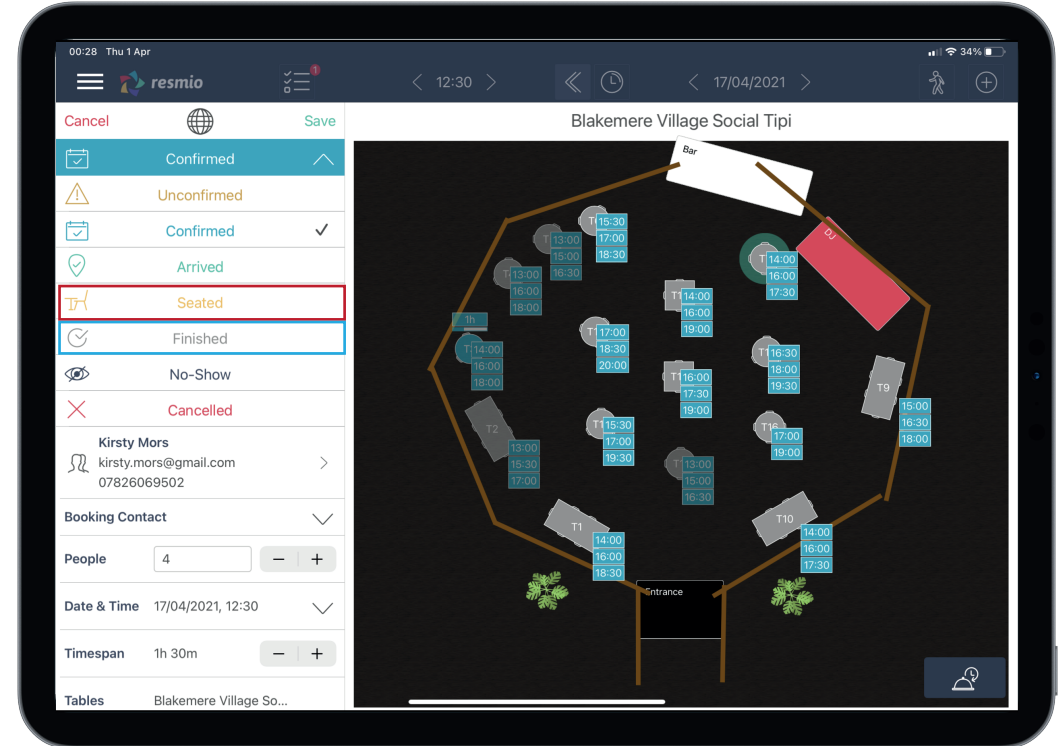 00:28 Thu 1 Apr
34%
resmio
1
12:30
17/04/2021
Cancel
Save
Blakemere Village Social Tipi
Confirmed
Unconfirmed
Confirmed
Arrived
Seated
Finished
No-Show
Cancelled
Kirsty Mors
kirsty.mors@gmail.com
07826069502
Booking Contact
People 4 − +
Date & Time 17/04/2021, 12:30
Timespan 1h 30m − +
Tables Blakemere Village So...
Bar
DJ
15:30
17:00
18:30
13:00
15:00
16:30
13:00
16:00
18:00
14:00
16:00
17:30
14:00
16:00
19:00
1h
14:00
16:00
18:00
17:00
18:30
20:00
16:30
18:00
19:30
16:00
17:30
19:00
T9
15:00
16:30
18:00
T2
13:00
15:30
17:00
15:30
17:00
19:30
T16
17:00
19:00
13:00
15:00
16:30
T1
14:00
16:00
18:30
T10
14:00
16:00
17:30
Entrance